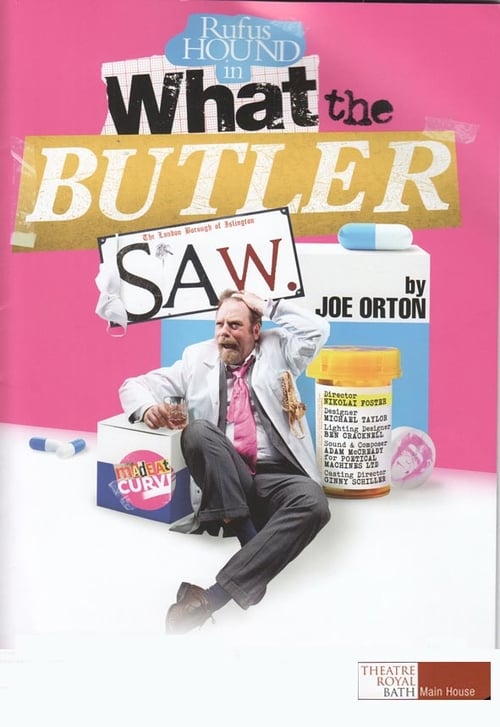 Rufus
HOUND
in
What the
BUTLER
The London Borough of Islington
SAW.
by
JOE ORTON
Director
NIKOLAI FOSTER
Designer
MICHAEL TAYLOR
Lighting Designer
BEN CRACKNELL
Sound & Composer
ADAM McCREADY
for POETICAL
MACHINES LTD
Casting Director
GINNY SCHILLER
MADE AT
CURVE
THEATRE
ROYAL
BATH Main House